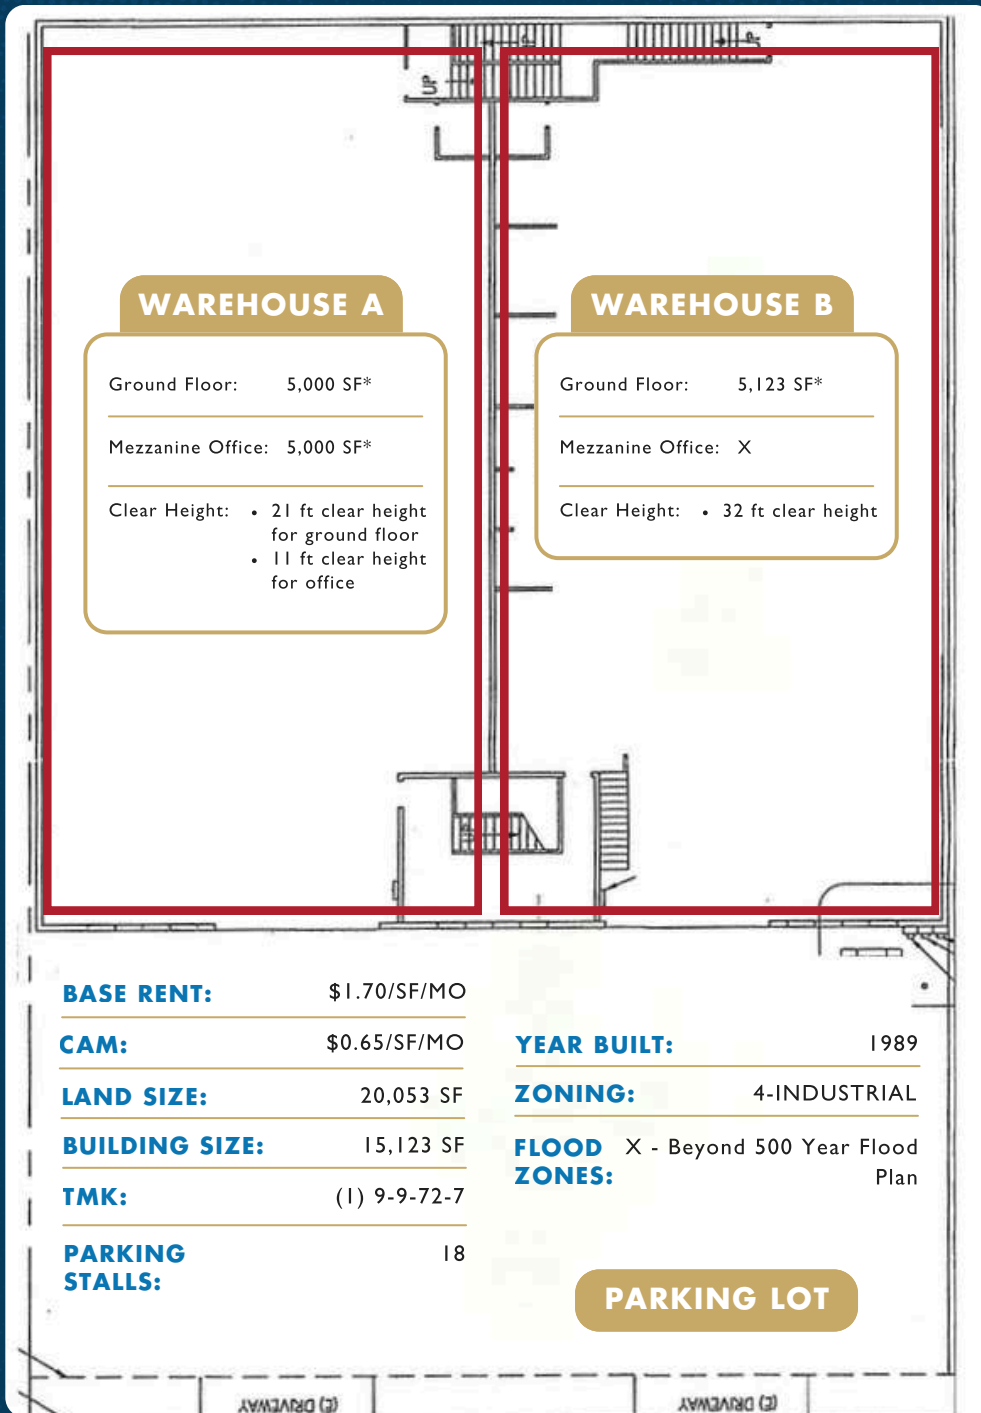 UP
WAREHOUSE A
Ground Floor: 5,000 SF*
Mezzanine Office: 5,000 SF*
Clear Height: • 21 ft clear height
for ground floor
• 11 ft clear height
for office
WAREHOUSE B
Ground Floor: 5,123 SF*
Mezzanine Office: X
Clear Height: • 32 ft clear height
BASE RENT: $1.70/SF/MO
CAM: $0.65/SF/MO
LAND SIZE: 20,053 SF
BUILDING SIZE: 15,123 SF
TMK: (1) 9-9-72-7
PARKING
STALLS: 18
YEAR BUILT: 1989
ZONING: 4-INDUSTRIAL
FLOOD
ZONES: X - Beyond 500 Year Flood
Plan
PARKING LOT
(E) DRIVEWAY
(E) DRIVEWAY